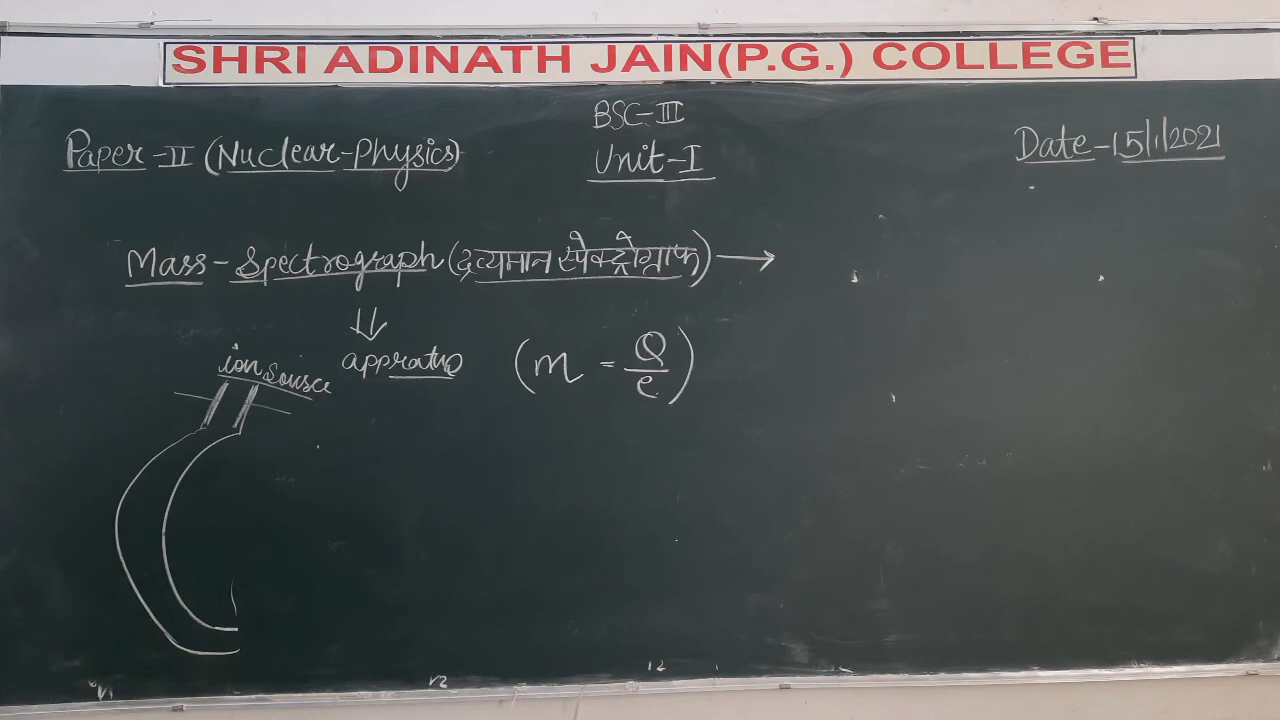 SHRI ADINATH JAIN(P.G.) COLLEGE
BSC-III
Paper-II (Nuclear-Physics)
Unit-I
Date-15/1/2021
Mass-Spectrograph (द्रव्यमान स्पेक्ट्रोग्राफ) →
⇓
ion Source
appratus
(m = Q/e)